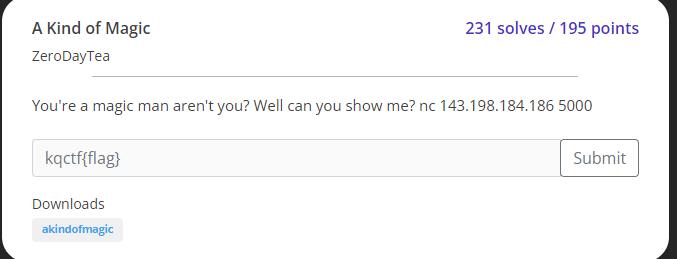 A Kind of Magic
231 solves / 195 points
ZeroDayTea
You're a magic man aren't you? Well can you show me? nc 143.198.184.186 5000
kqctf{flag}
Submit
Downloads
akindofmagic